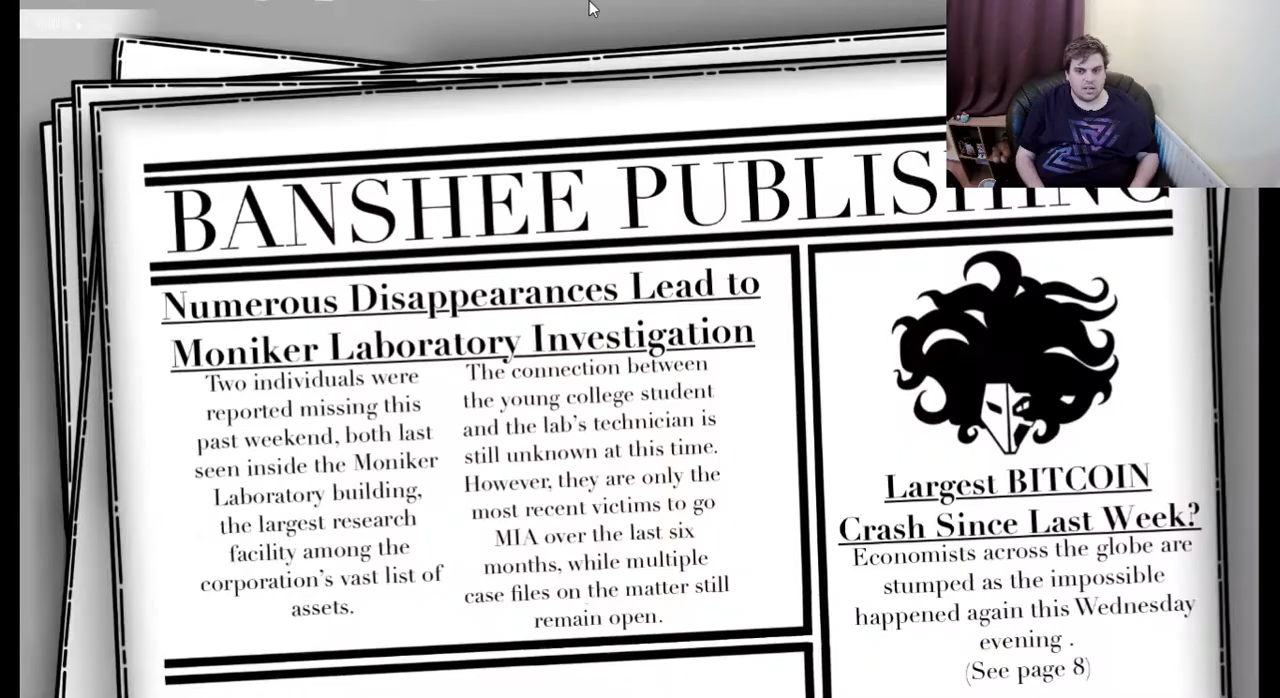 BANSHEE PUBLISHING
Numerous Disappearances Lead to
Moniker Laboratory Investigation
Two individuals were
reported missing this
past weekend, both last
seen inside the Moniker
Laboratory building,
the largest research
facility among the
corporation's vast list of
assets.
The connection between
the young college student
and the lab's technician is
still unknown at this time.
However, they are only the
most recent victims to go
MIA over the last six
months, while multiple
case files on the matter still
remain open.
Largest BITCOIN
Crash Since Last Week?
Economists across the globe are
stumped as the impossible
happened again this Wednesday
evening .
(See page 8)